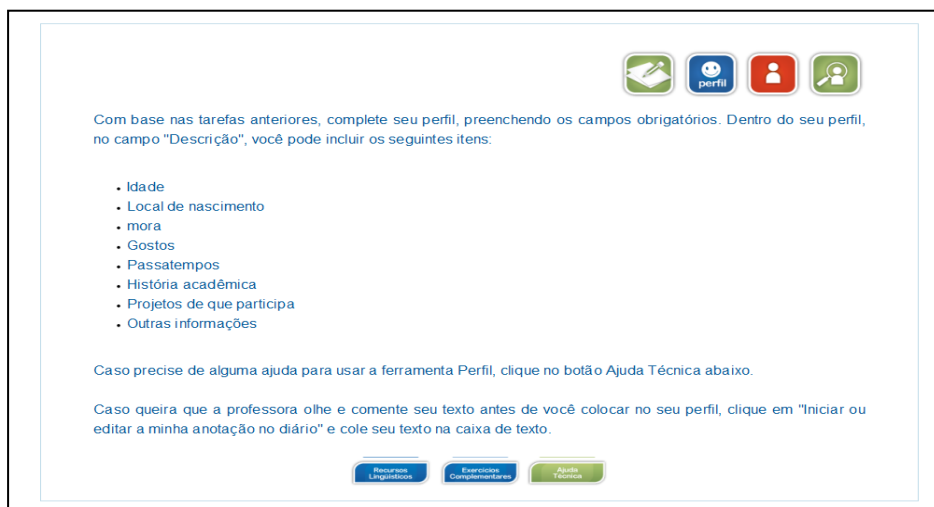 perfil
Com base nas tarefas anteriores, complete seu perfil, preenchendo os campos obrigatórios. Dentro do seu perfil,
no campo "Descrição", você pode incluir os seguintes itens:
• Idade
• Local de nascimento
• mora
• Gostos
• Passatempos
• História acadêmica
• Projetos de que participa
• Outras informações
Caso precise de alguma ajuda para usar a ferramenta Perfil, clique no botão Ajuda Técnica abaixo.
Caso queira que a professora olhe e comente seu texto antes de você colocar no seu perfil, clique em "Iniciar ou
editar a minha anotação no diário" e cole seu texto na caixa de texto.
Recursos
Lingüísticos
Exercícios
Complementares
Ajuda
Técnica